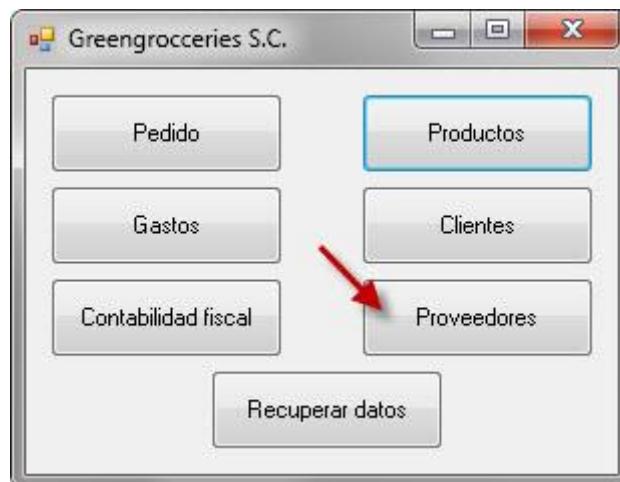 Greengrocceries S.C.
Pedido
Productos
Gastos
Clientes
Contabilidad fiscal
Proveedores
Recuperar datos